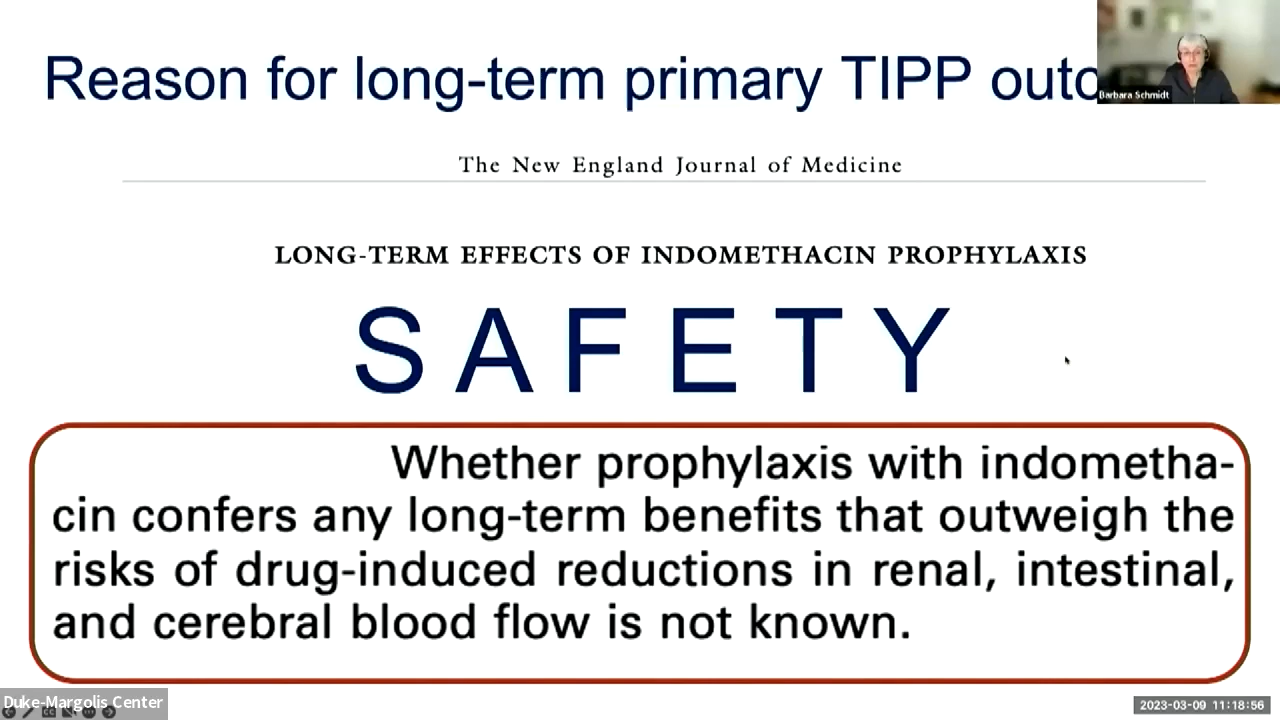 Reason for long-term primary TIPP outc
Barbara Schmidt
The New England Journal of Medicine
LONG-TERM EFFECTS OF INDOMETHACIN PROPHYLAXIS
SAFETY
Whether prophylaxis with indometha-
cin confers any long-term benefits that outweigh the
risks of drug-induced reductions in renal, intestinal,
and cerebral blood flow is not known.
Duke-Margolis Center
2023-03-09 11:18:56